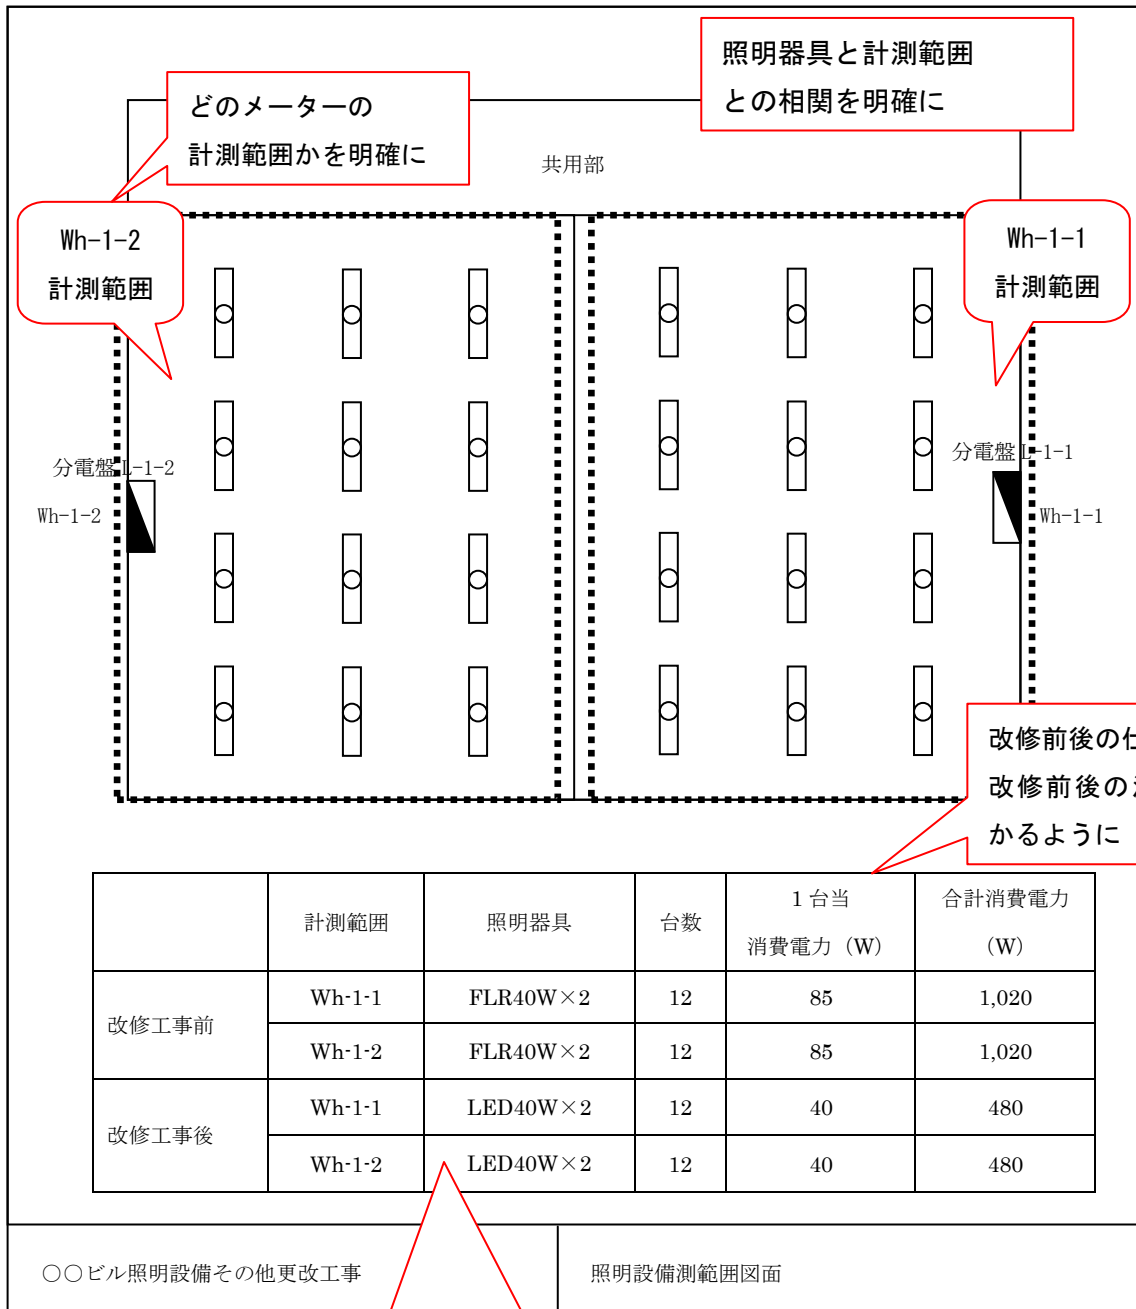 照明器具と計測範囲
との相関を明確に
どのメーターの
計測範囲かを明確に
共用部
Wh-1-2
計測範囲
Wh-1-1
計測範囲
分電盤 L-1-2
Wh-1-2
分電盤 L-1-1
Wh-1-1
改修前後の仕
改修前後の
かるように
計測範囲 照明器具 台数 1台当 消費電力（W） 合計消費電力 （W）
改修工事前 Wh-1-1 FLR40W×2 12 85 1,020
Wh-1-2 FLR40W×2 12 85 1,020
改修工事後 Wh-1-1 LED40W×2 12 40 480
Wh-1-2 LED40W×2 12 40 480
○○ビル照明設備その他更改工事
照明設備測範囲図面